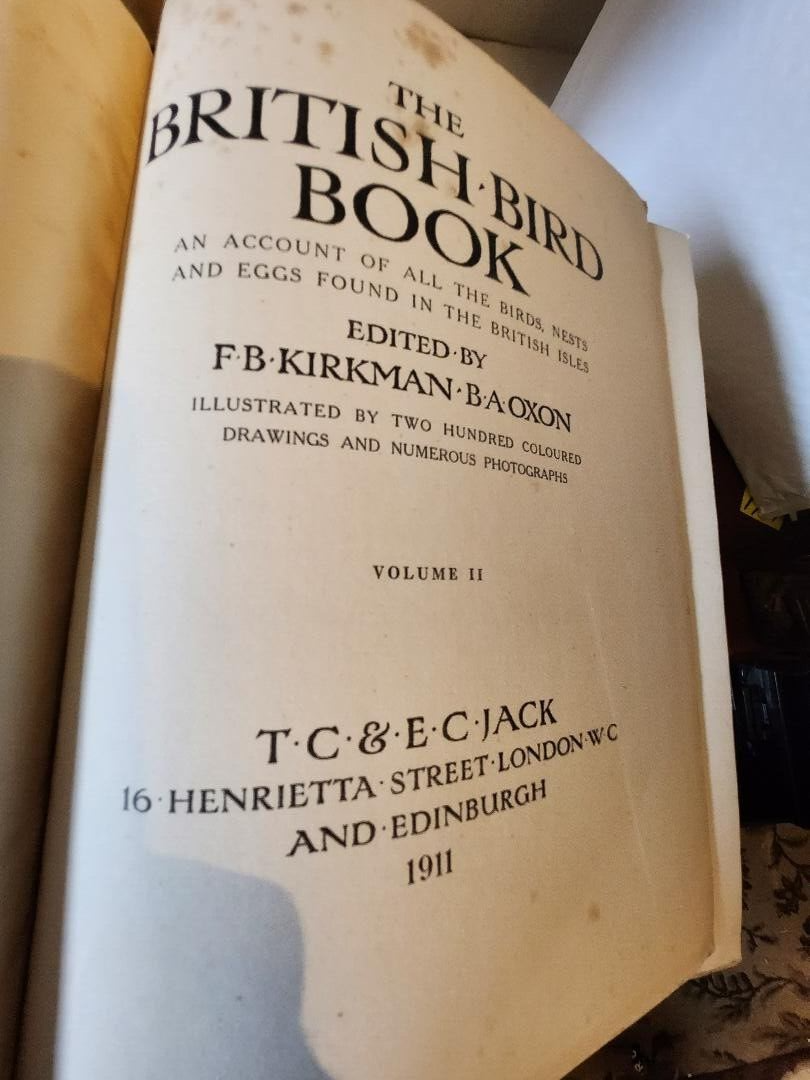 THE
BRITISH·BIRD
BOOK
AN ACCOUNT OF ALL THE BIRDS, NESTS
AND EGGS FOUND IN THE BRITISH ISLES
EDITED·BY
F·B·KIRKMAN·B·A·OXON
ILLUSTRATED BY TWO HUNDRED COLOURED
DRAWINGS AND NUMEROUS PHOTOGRAPHS
VOLUME II
T·C·&·E·C·JACK
16·HENRIETTA·STREET·LONDON·W·C
AND·EDINBURGH
1911